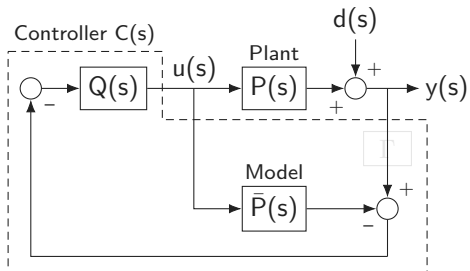 Controller C(s)
d(s)
Plant
u(s)
Q(s)
P(s)
+
+
y(s)
−
Γ
Model
+
P̄(s)
−